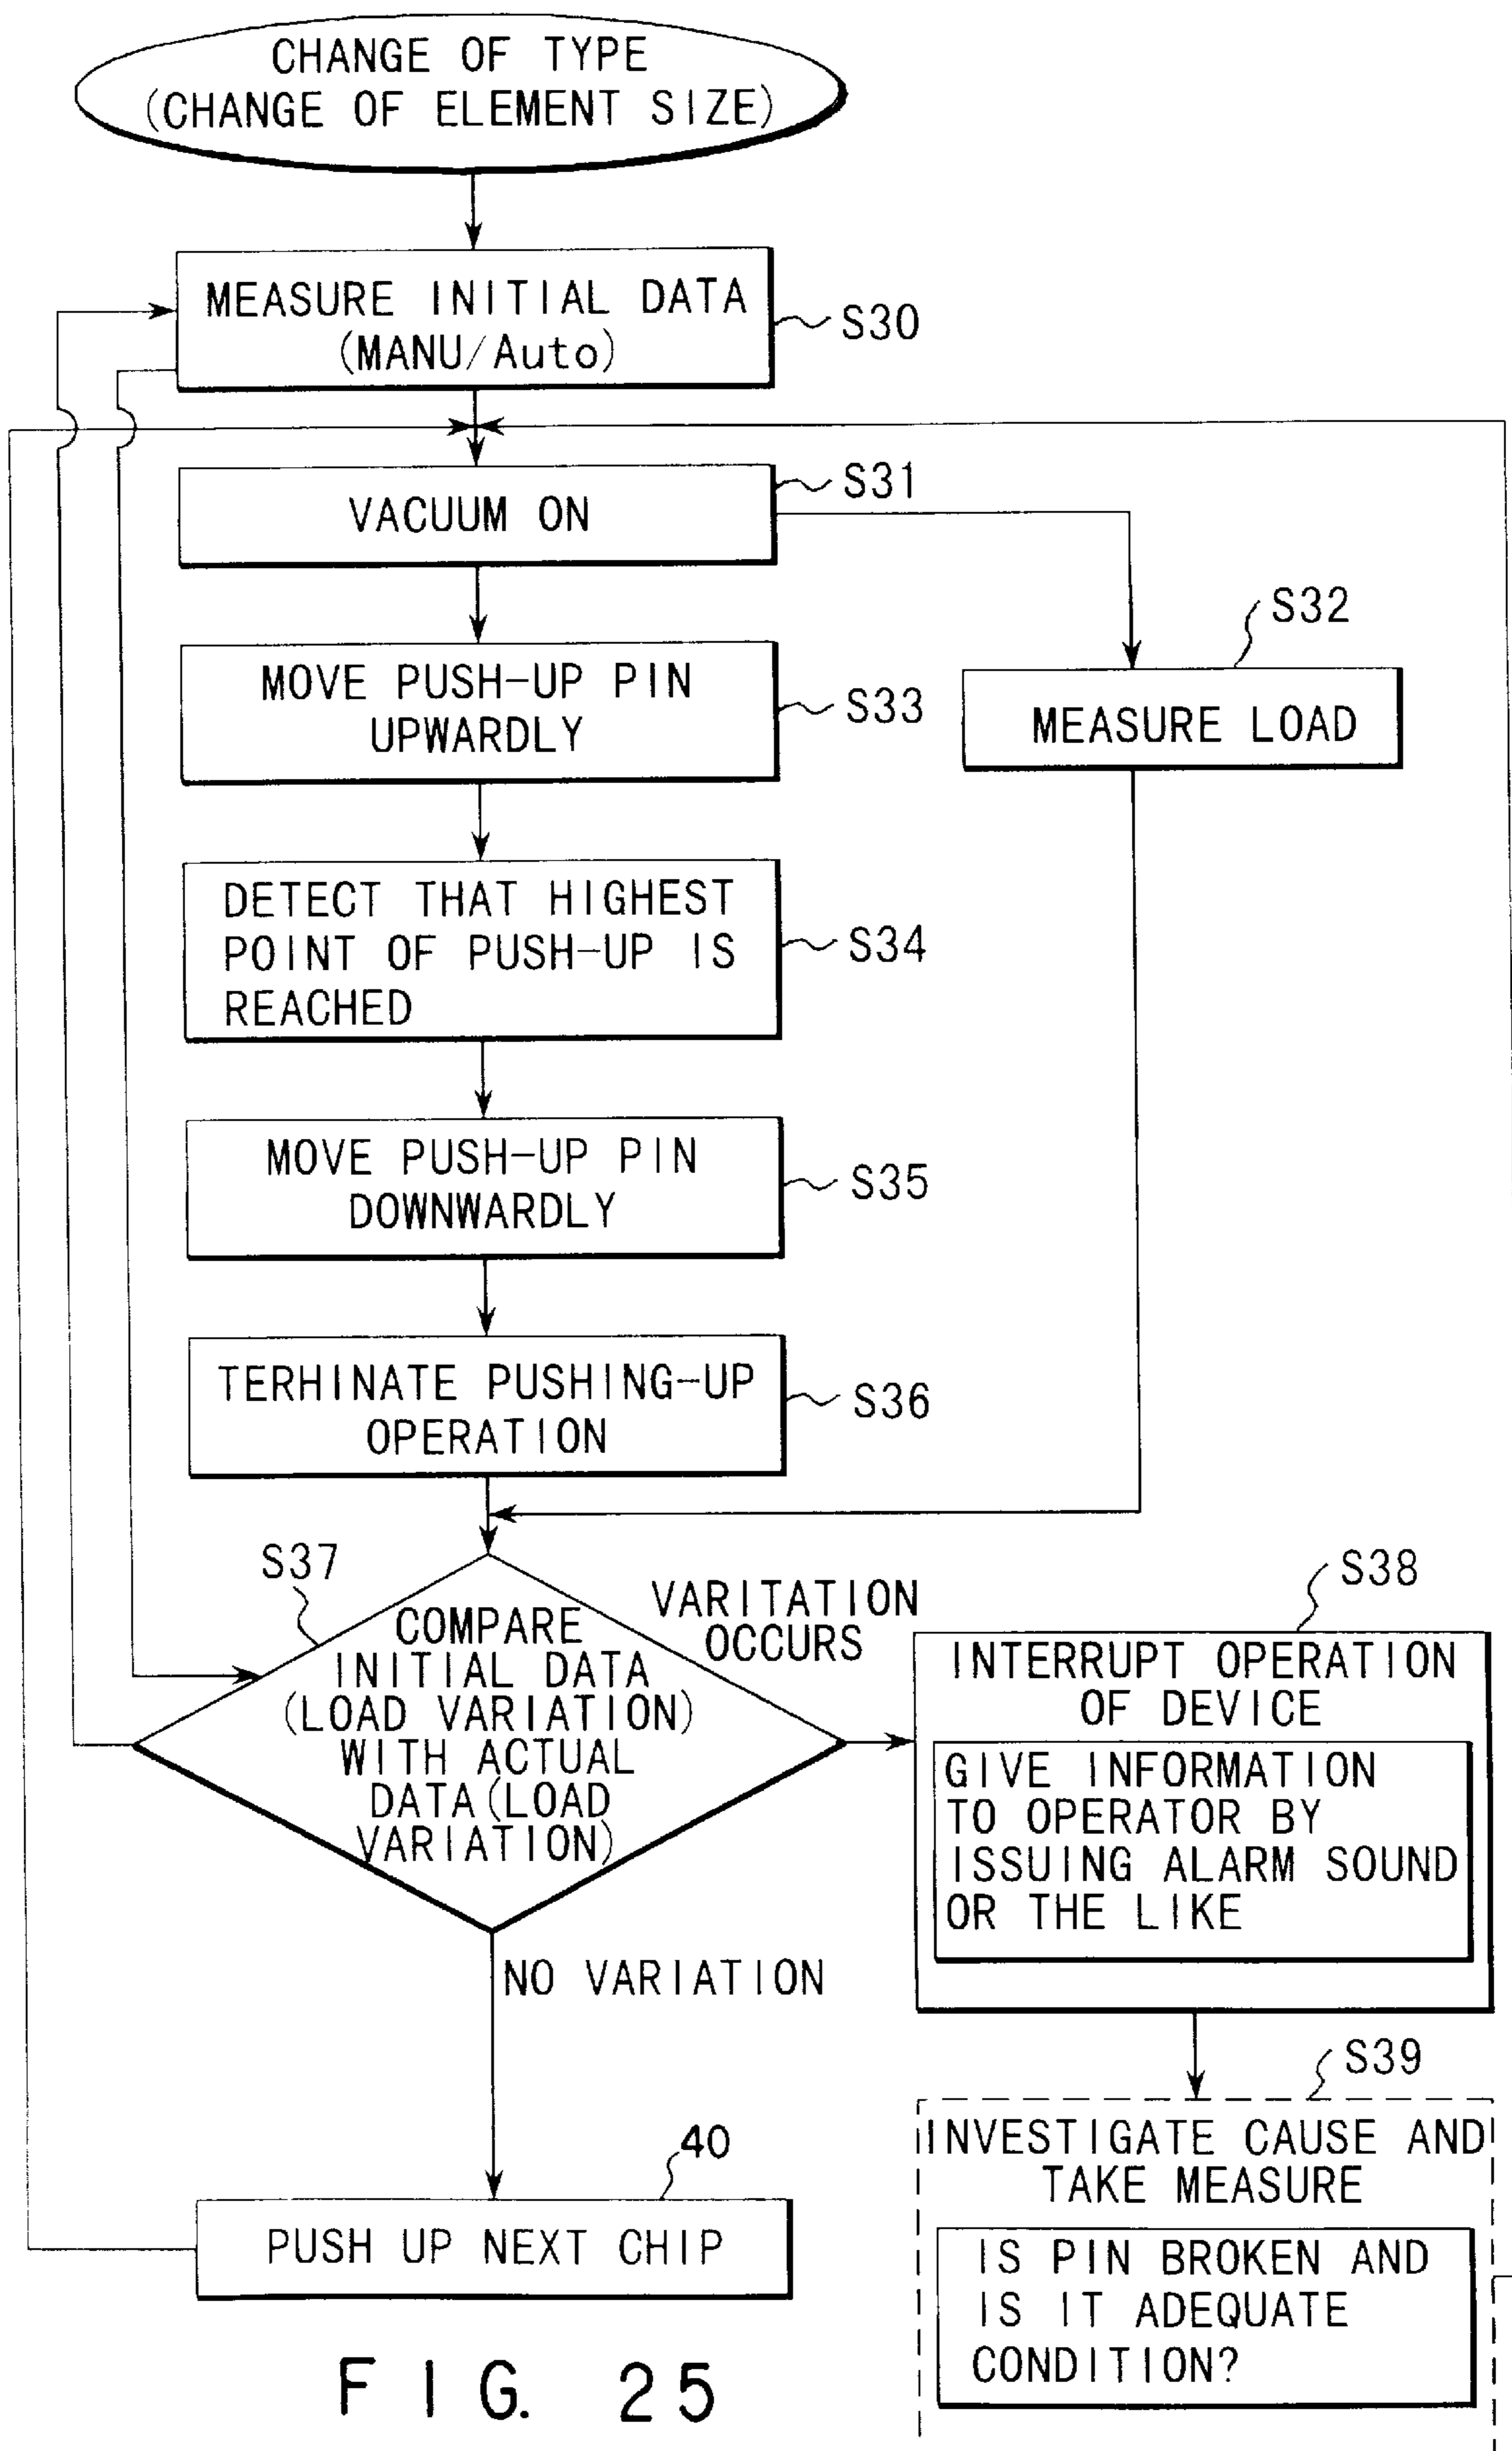 CHANGE OF TYPE
(CHANGE OF ELEMENT SIZE)
MEASURE INITIAL DATA
(MANU/Auto)
S30
VACUUM ON
S31
MEASURE LOAD
S32
MOVE PUSH-UP PIN
UPWARDLY
S33
DETECT THAT HIGHEST
POINT OF PUSH-UP IS
REACHED
S34
MOVE PUSH-UP PIN
DOWNWARDLY
S35
TERHINATE PUSHING-UP
OPERATION
S36
S37
COMPARE
INITIAL DATA
(LOAD VARIATION)
WITH ACTUAL
DATA(LOAD
VARIATION)
VARITATION
OCCURS
S38
INTERRUPT OPERATION
OF DEVICE
GIVE INFORMATION
TO OPERATOR BY
ISSUING ALARM SOUND
OR THE LIKE
NO VARIATION
S39
INVESTIGATE CAUSE AND
TAKE MEASURE
IS PIN BROKEN AND
IS IT ADEQUATE
CONDITION?
40
PUSH UP NEXT CHIP
FIG. 25